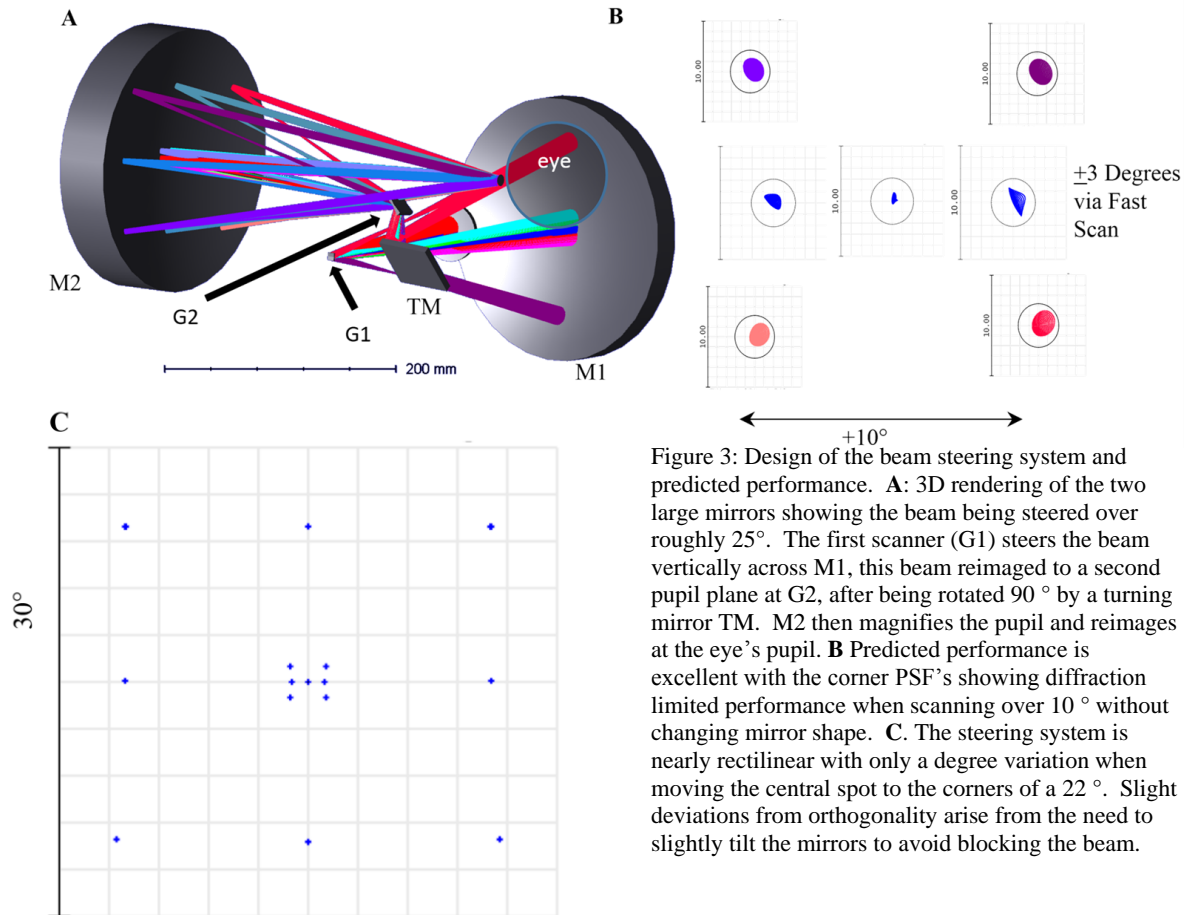 A
eye
M2
G2
G1
TM
M1
200 mm
B
10.00
10.00
10.00
10.00
10.00
10.00
±3 Degrees
via Fast
Scan
+10°
C
30°
Figure 3: Design of the beam steering system and
predicted performance. A: 3D rendering of the two
large mirrors showing the beam being steered over
roughly 25°. The first scanner (G1) steers the beam
vertically across M1, this beam reimaged to a second
pupil plane at G2, after being rotated 90 ° by a turning
mirror TM. M2 then magnifies the pupil and reimages
at the eye's pupil. B Predicted performance is
excellent with the corner PSF's showing diffraction
limited performance when scanning over 10 ° without
changing mirror shape. C. The steering system is
nearly rectilinear with only a degree variation when
moving the central spot to the corners of a 22 °. Slight
deviations from orthogonality arise from the need to
slightly tilt the mirrors to avoid blocking the beam.